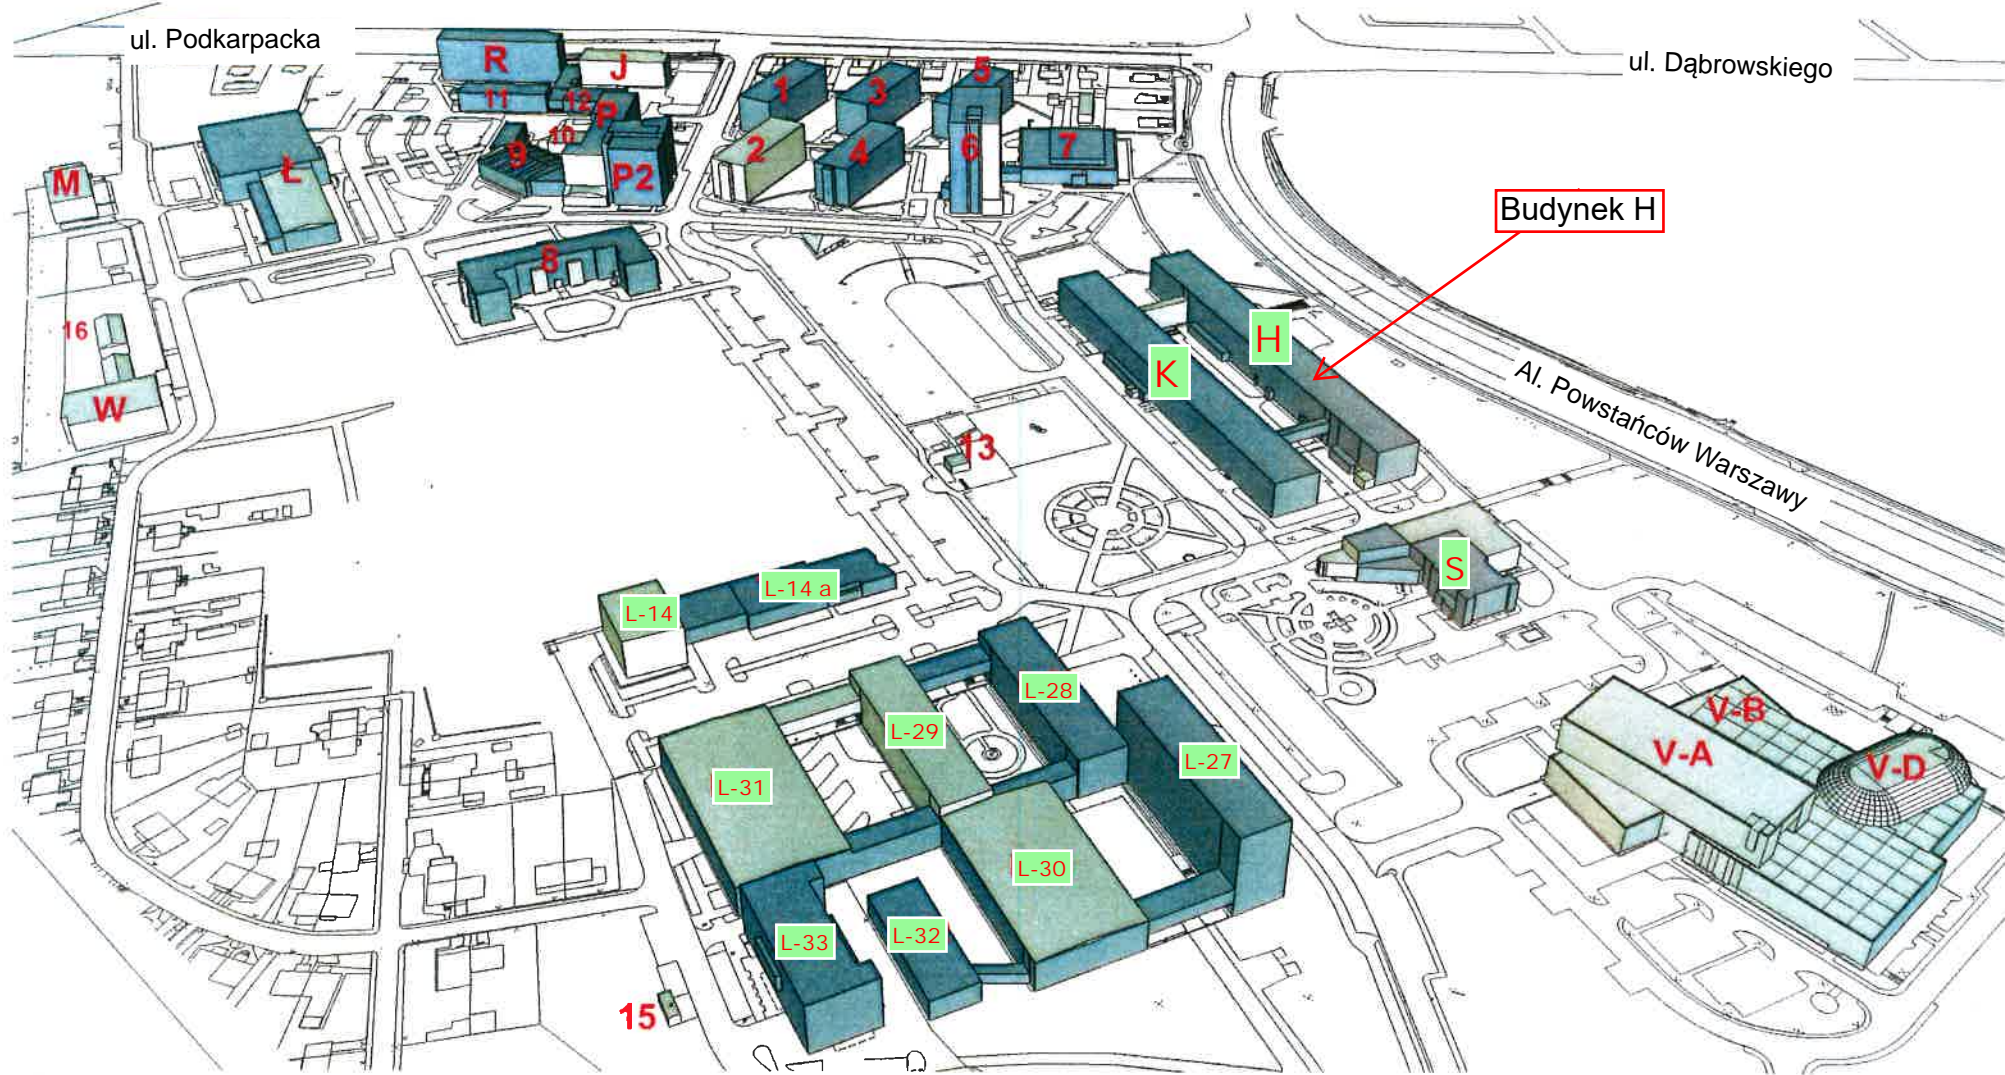 ul. Podkarpacka
ul. Dąbrowskiego
R
J
1
3
5
11
12
P
10
9
P2
2
4
6
7
M
Ł
Budynek H
8
16
W
H
K
Al. Powstańców Warszawy
13
S
L-14
L-14 a
L-28
L-29
L-27
L-31
V-B
V-A
V-D
L-30
L-33
L-32
15